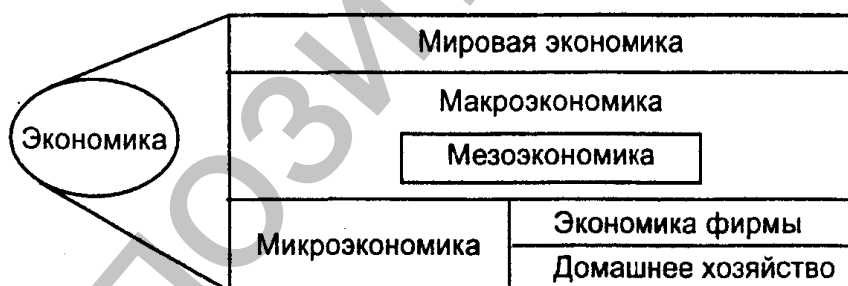 Мировая экономика
Макроэкономика
Экономика
Мезоэкономика
Микроэкономика
Экономика фирмы
Домашнее хозяйство